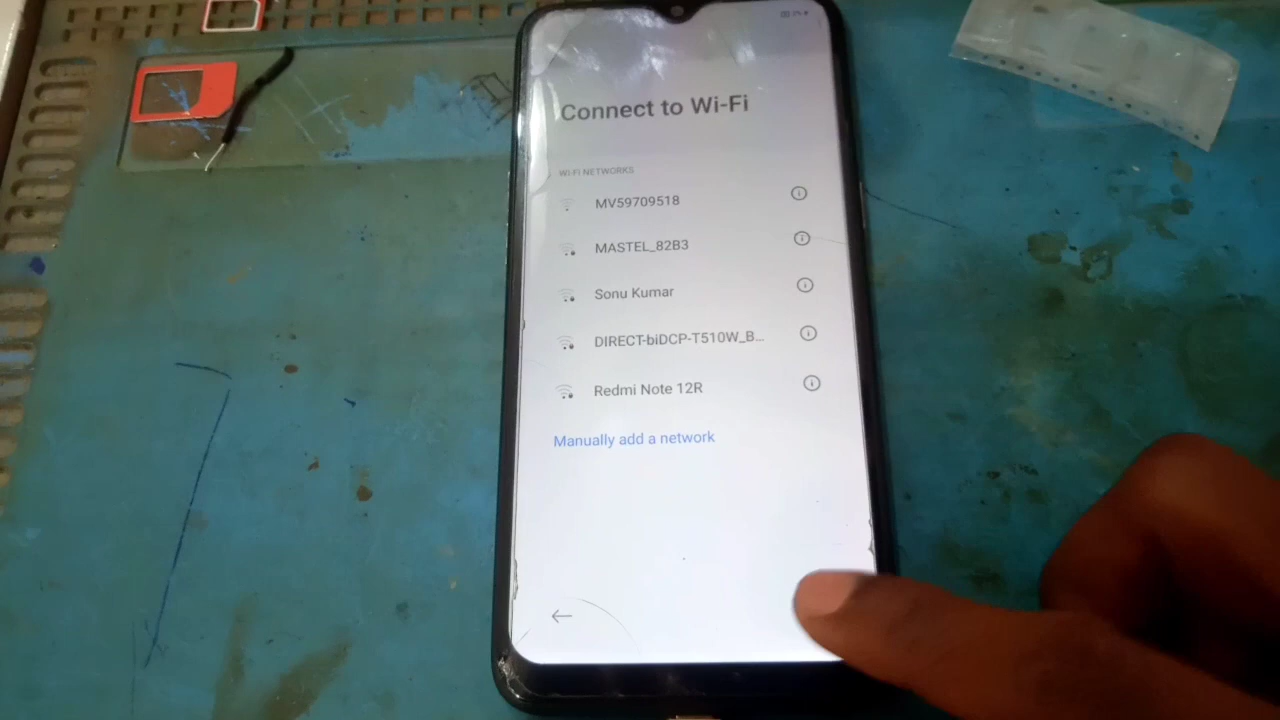 Connect to Wi-Fi
WI-FI NETWORKS
MV59709518
MASTEL_82B3
Sonu Kumar
DIRECT-biDCP-T510W_B...
Redmi Note 12R
Manually add a network